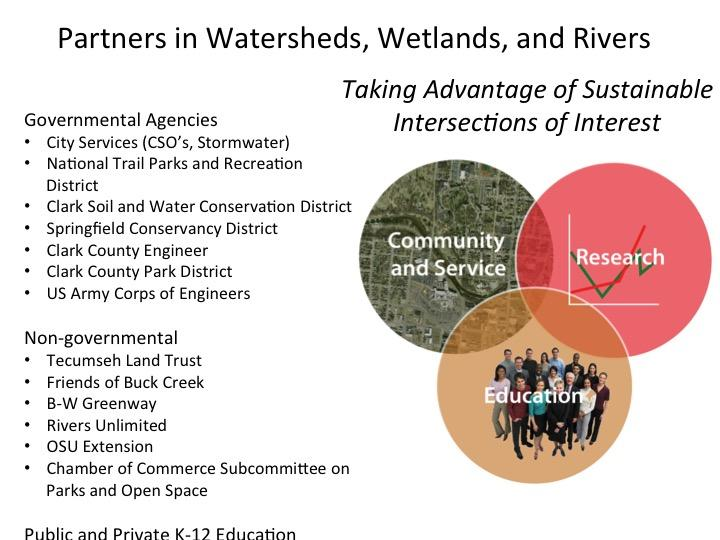 Partners in Watersheds, Wetlands, and Rivers
Taking Advantage of Sustainable
Intersections of Interest
Governmental Agencies
• City Services (CSO's, Stormwater)
• National Trail Parks and Recreation
District
• Clark Soil and Water Conservation District
• Springfield Conservancy District
• Clark County Engineer
• Clark County Park District
• US Army Corps of Engineers
Non-governmental
• Tecumseh Land Trust
• Friends of Buck Creek
• B-W Greenway
• Rivers Unlimited
• OSU Extension
• Chamber of Commerce Subcommittee on
Parks and Open Space
Public and Private K-12 Education
Community
and Service
Research
Education